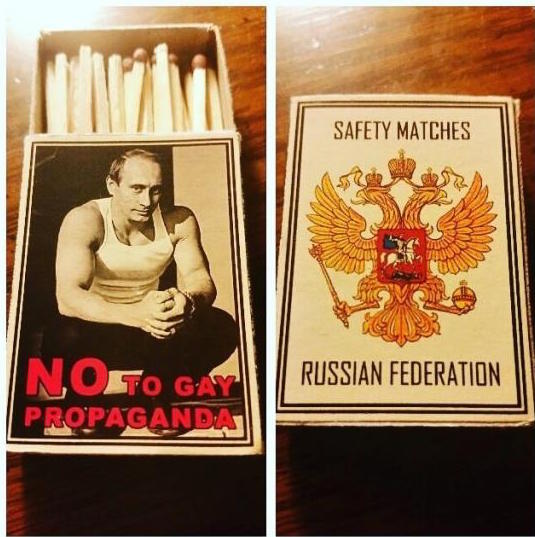 NO TO GAY
PROPAGANDA
SAFETY MATCHES
RUSSIAN FEDERATION